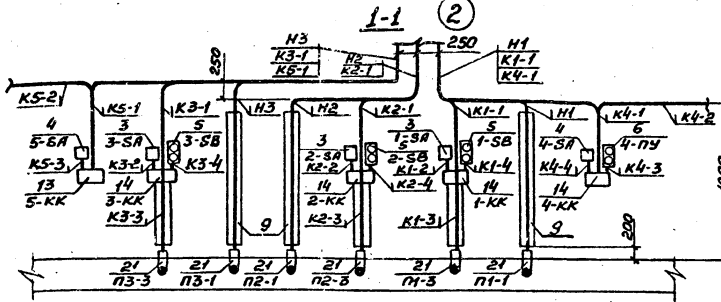 1-1
2
Н3
К3-1
К6-1
Н2
К2-1
250
Н1
К1-1
К4-1
250
К5-2
К5-1
К3-1
Н3
Н2
К2-1
К1-1
Н1
К4-1
К4-2
4
5-SA
3
3-SA
5
3-SB
3
2-SA
5
2-SB
3
1-SA
5
1-SB
4
4-SA
6
4-ПУ
К5-3
К3-2
К3-4
К2-2
К2-4
К1-2
К1-4
К4-4
К4-3
13
5-КК
14
3-КК
14
2-КК
14
1-КК
14
4-КК
К3-3
9
К2-3
К1-3
9
200
21
П3-3
21
П3-1
21
П2-1
21
П2-3
21
П1-3
21
П1-1